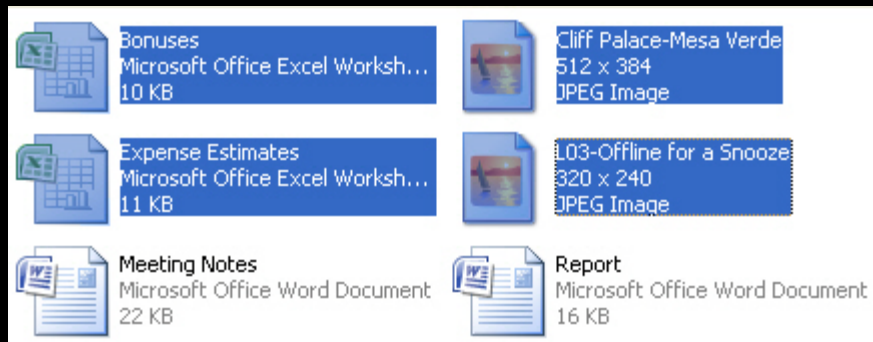 Bonuses
Microsoft Office Excel Worksh...
10 KB
Cliff Palace-Mesa Verde
512 x 384
JPEG Image
Expense Estimates
Microsoft Office Excel Worksh...
11 KB
L03-Offline for a Snooze
320 x 240
JPEG Image
Meeting Notes
Microsoft Office Word Document
22 KB
Report
Microsoft Office Word Document
16 KB